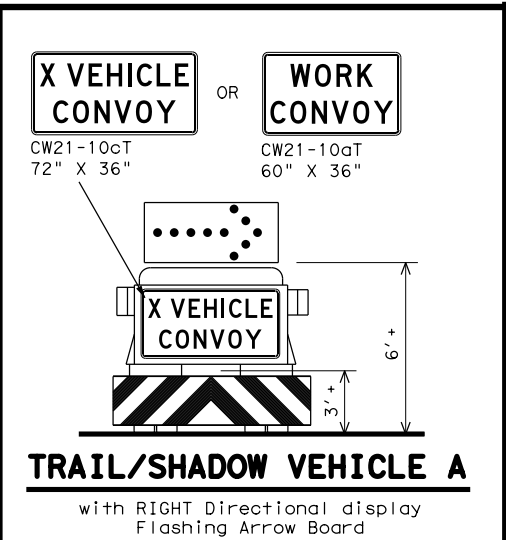 X VEHICLE
CONVOY
OR
WORK
CONVOY
CW21-10cT
72" X 36"
CW21-10aT
60" X 36"
X VEHICLE
CONVOY
6'+
3'+
TRAIL/SHADOW VEHICLE A
with RIGHT Directional display
Flashing Arrow Board